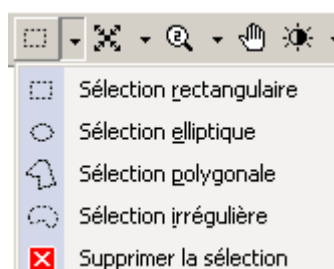 Sélection rectangulaire
Sélection elliptique
Sélection polygonale
Sélection irrégulière
Supprimer la sélection